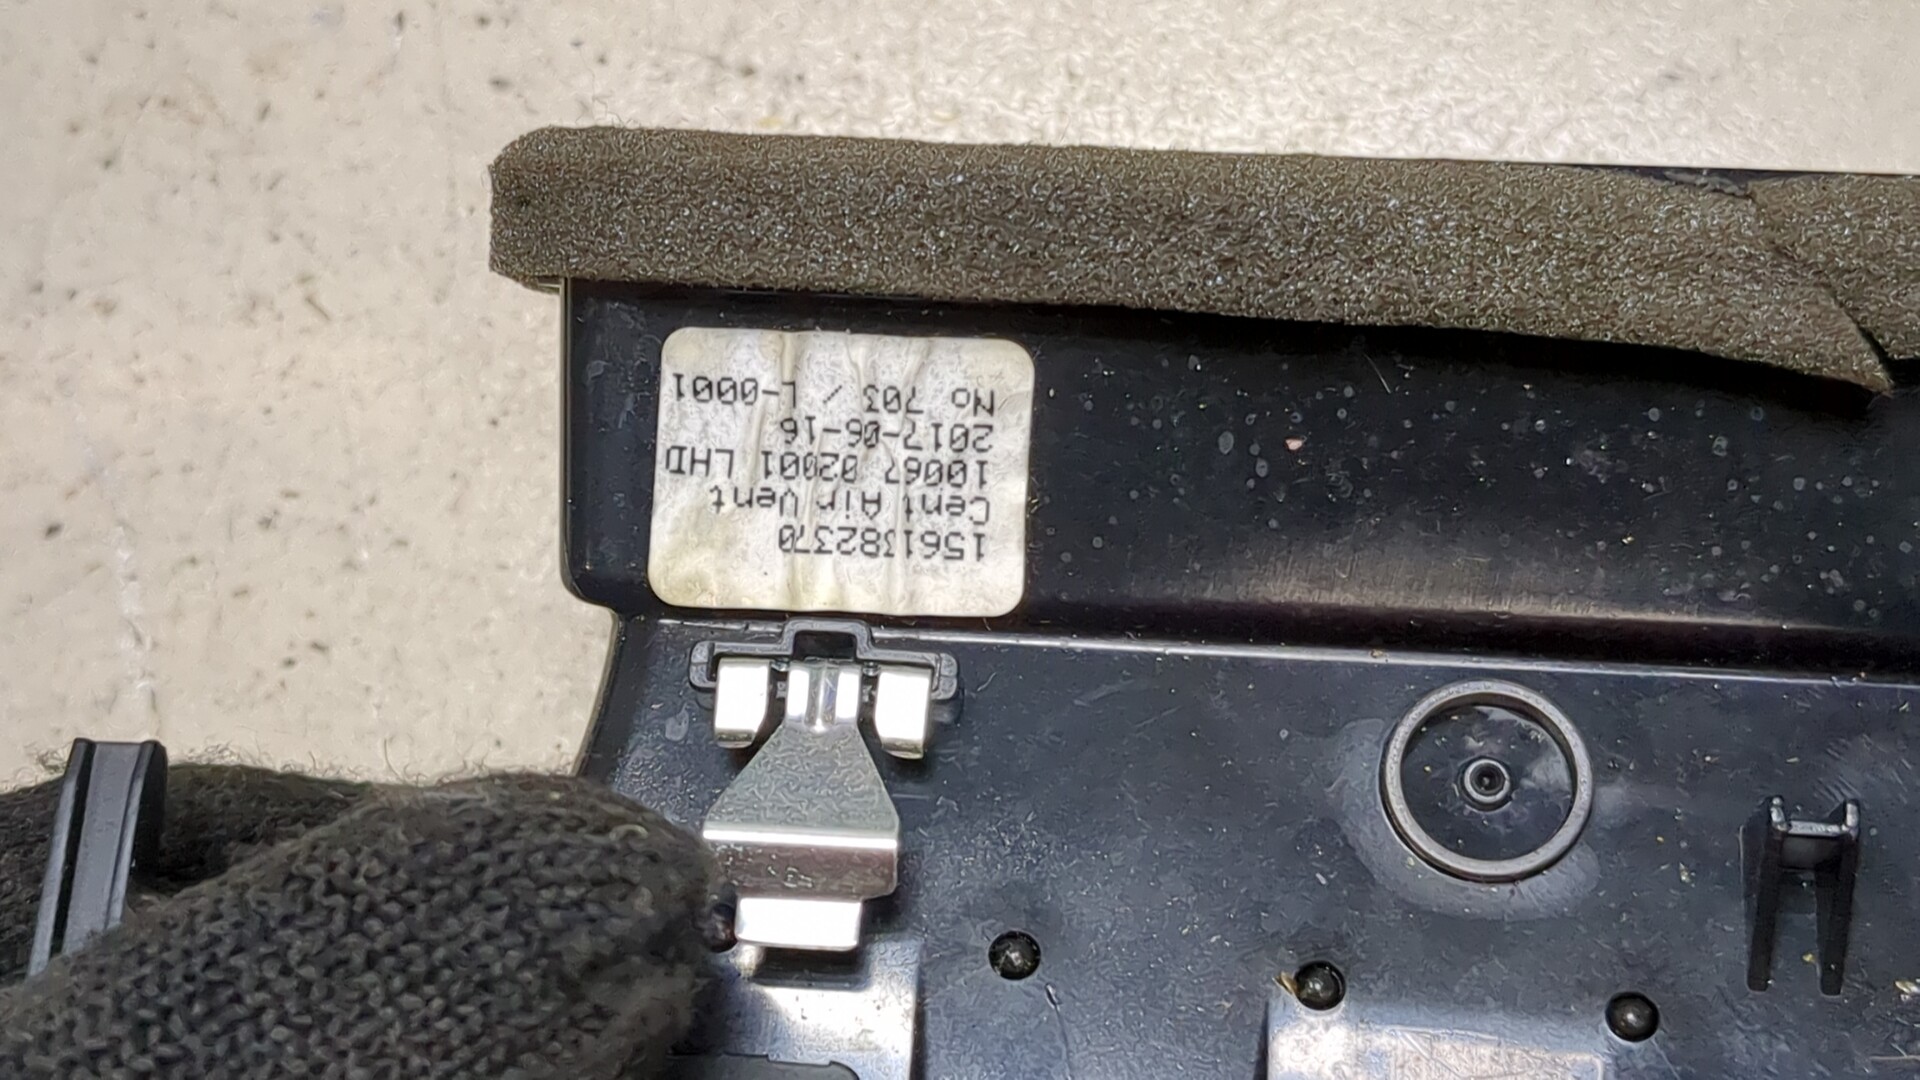 1561382370
Cent Air Vent
10067 02001 LHD
2017-06-16
No 703 / L-0001